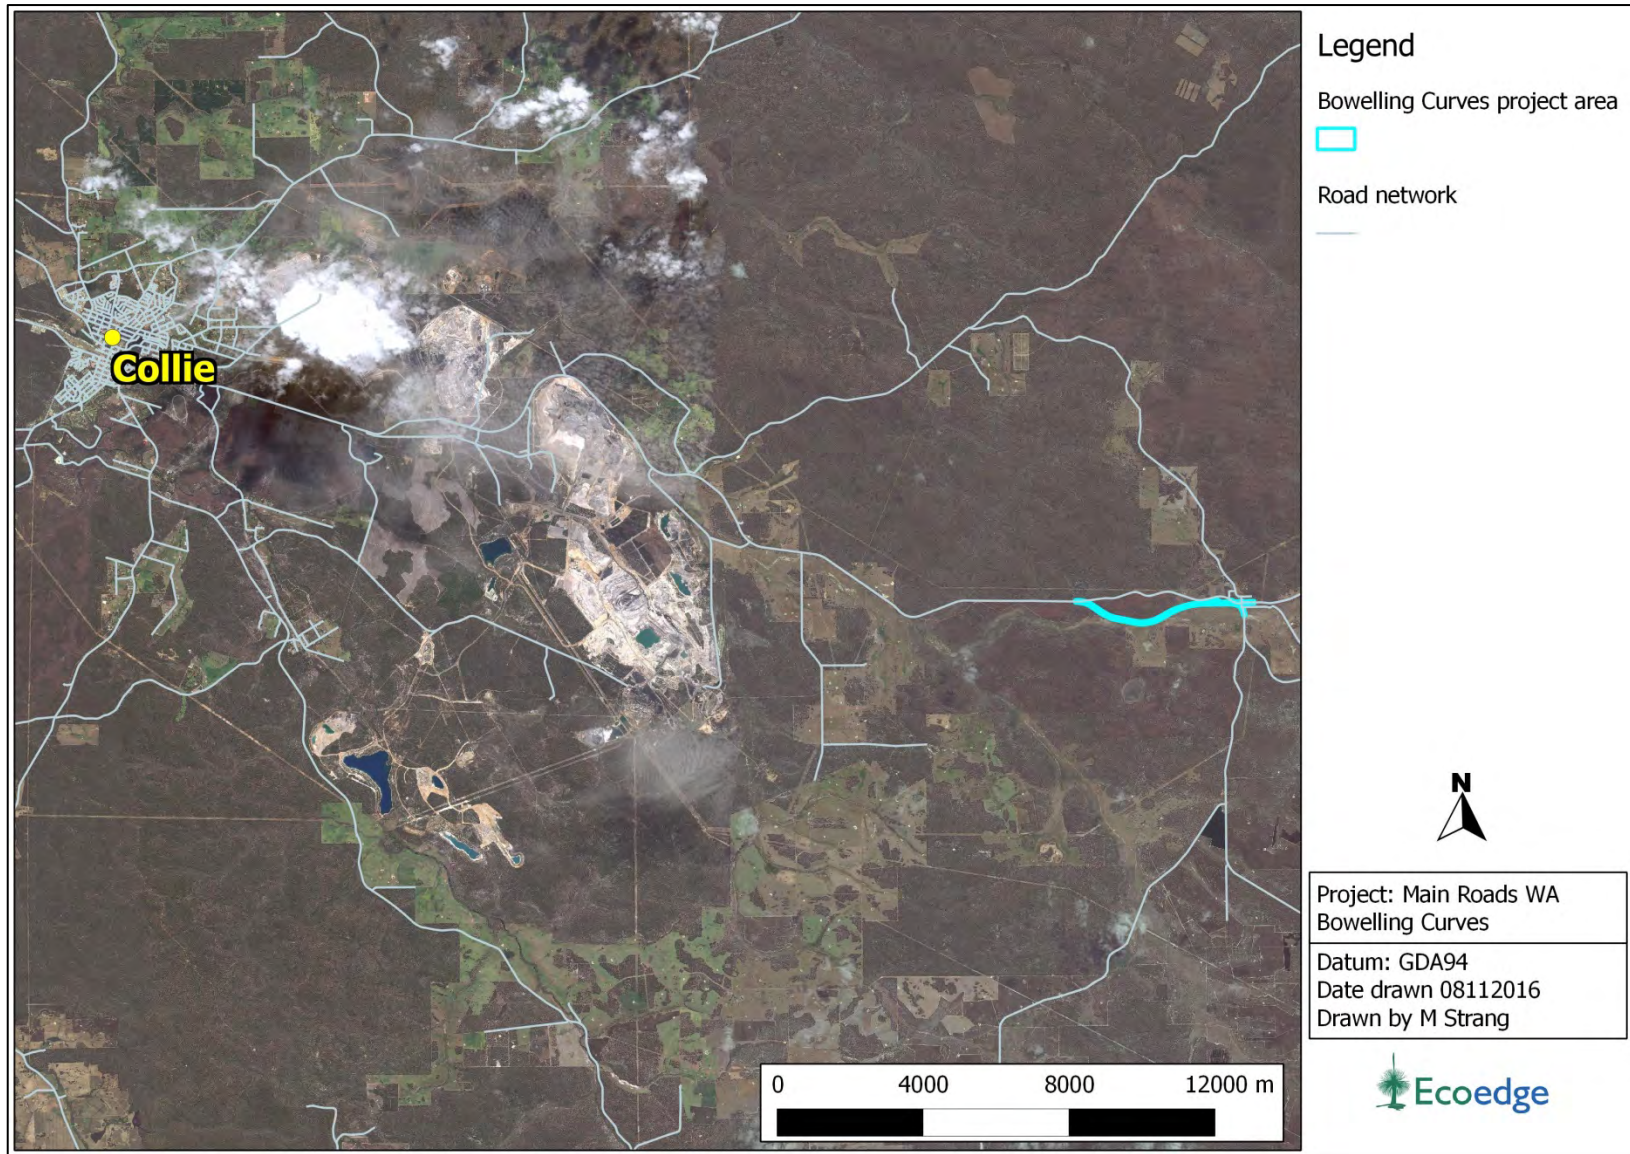 Legend
Bowelling Curves project area
Road network
Collie
N
Project: Main Roads WA
Bowelling Curves
Datum: GDA94
Date drawn 08112016
Drawn by M Strang
0 4000 8000 12000 m
Ecoedge